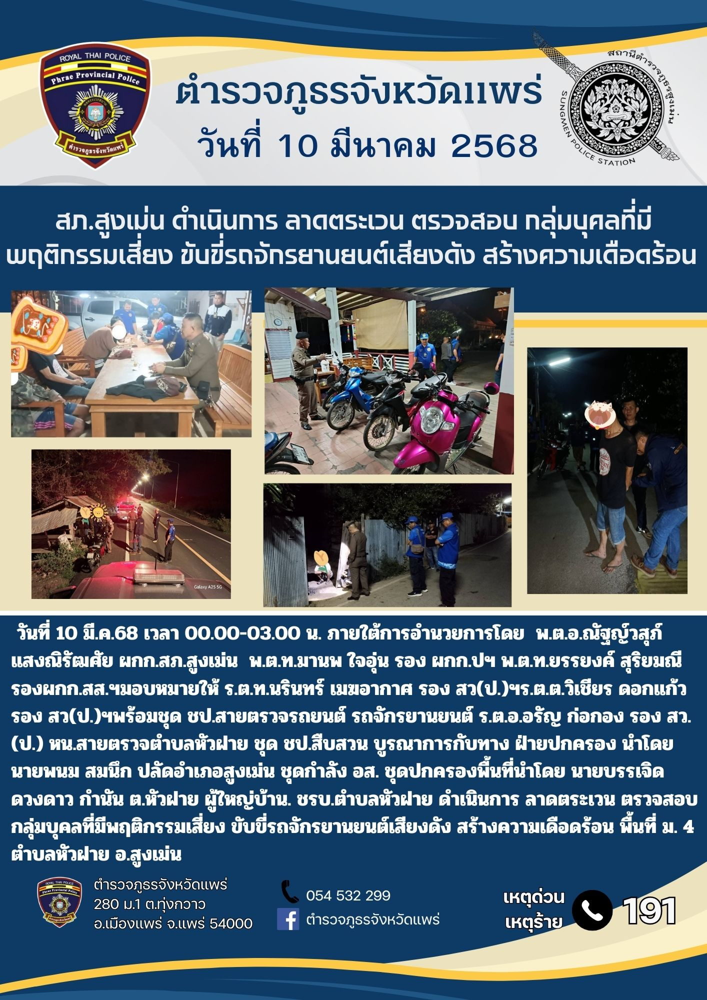 ROYAL THAI POLICE
Phrae Provincial Police
ตำรวจภูธรจังหวัดแพร่
ตำรวจภูธรจังหวัดแพร่
วันที่ 10 มีนาคม 2568
สถานีตำรวจภูธรสูงเม่น
SUNGMEN POLICE STATION
สภ.สูงเม่น ดำเนินการ ลาดตระเวน ตรวจสอบ กลุ่มบุคลที่มี
พฤติกรรมเสี่ยง ขับขี่รถจักรยานยนต์เสียงดัง สร้างความเดือดร้อน
Galaxy A25 5G
วันที่ 10 มี.ค.68 เวลา 00.00-03.00 น. ภายใต้การอำนวยการโดย พ.ต.อ.ณัฐญ์วสุภ์
แสงณิรัฒศัย ผกก.สภ.สูงเม่น พ.ต.ท.มานพ ใจอุ่น รอง ผกก.ปฯ พ.ต.ท.ยรรยงค์ สุริยมณี
รองผกก.สส.ฯมอบหมายให้ ร.ต.ท.นรินทร์ เมฆอากาศ รอง สว(ป.)ฯร.ต.ต.วิเชียร ดอกแก้ว
รอง สว(ป.)ฯพร้อมชุด ชป.สายตรวจรถยนต์ รถจักรยานยนต์ ร.ต.อ.อรัญ ก่อกอง รอง สว.
(ป.) หน.สายตรวจตำบลหัวฝาย ชุด ชป.สืบสวน บูรณาการกับทาง ฝ่ายปกครอง นำโดย
นายพนม สมนึก ปลัดอำเภอสูงเม่น ชุดกำลัง อส. ชุดปกครองพื้นที่นำโดย นายบรรเจิด
ดวงดาว กำนัน ต.หัวฝาย ผู้ใหญ่บ้าน. ชรบ.ตำบลหัวฝาย ดำเนินการ ลาดตระเวน ตรวจสอบ
กลุ่มบุคลที่มีพฤติกรรมเสี่ยง ขับขี่รถจักรยานยนต์เสียงดัง สร้างความเดือดร้อน พื้นที่ ม. 4
ตำบลหัวฝาย อ.สูงเม่น
ROYAL THAI POLICE
Phrae Provincial Police
ตำรวจภูธรจังหวัดแพร่
ตำรวจภูธรจังหวัดแพร่
280 ม.1 ต.ทุ่งกวาว
อ.เมืองแพร่ จ.แพร่ 54000
054 532 299
ตำรวจภูธรจังหวัดแพร่
เหตุด่วน
เหตุร้าย
191